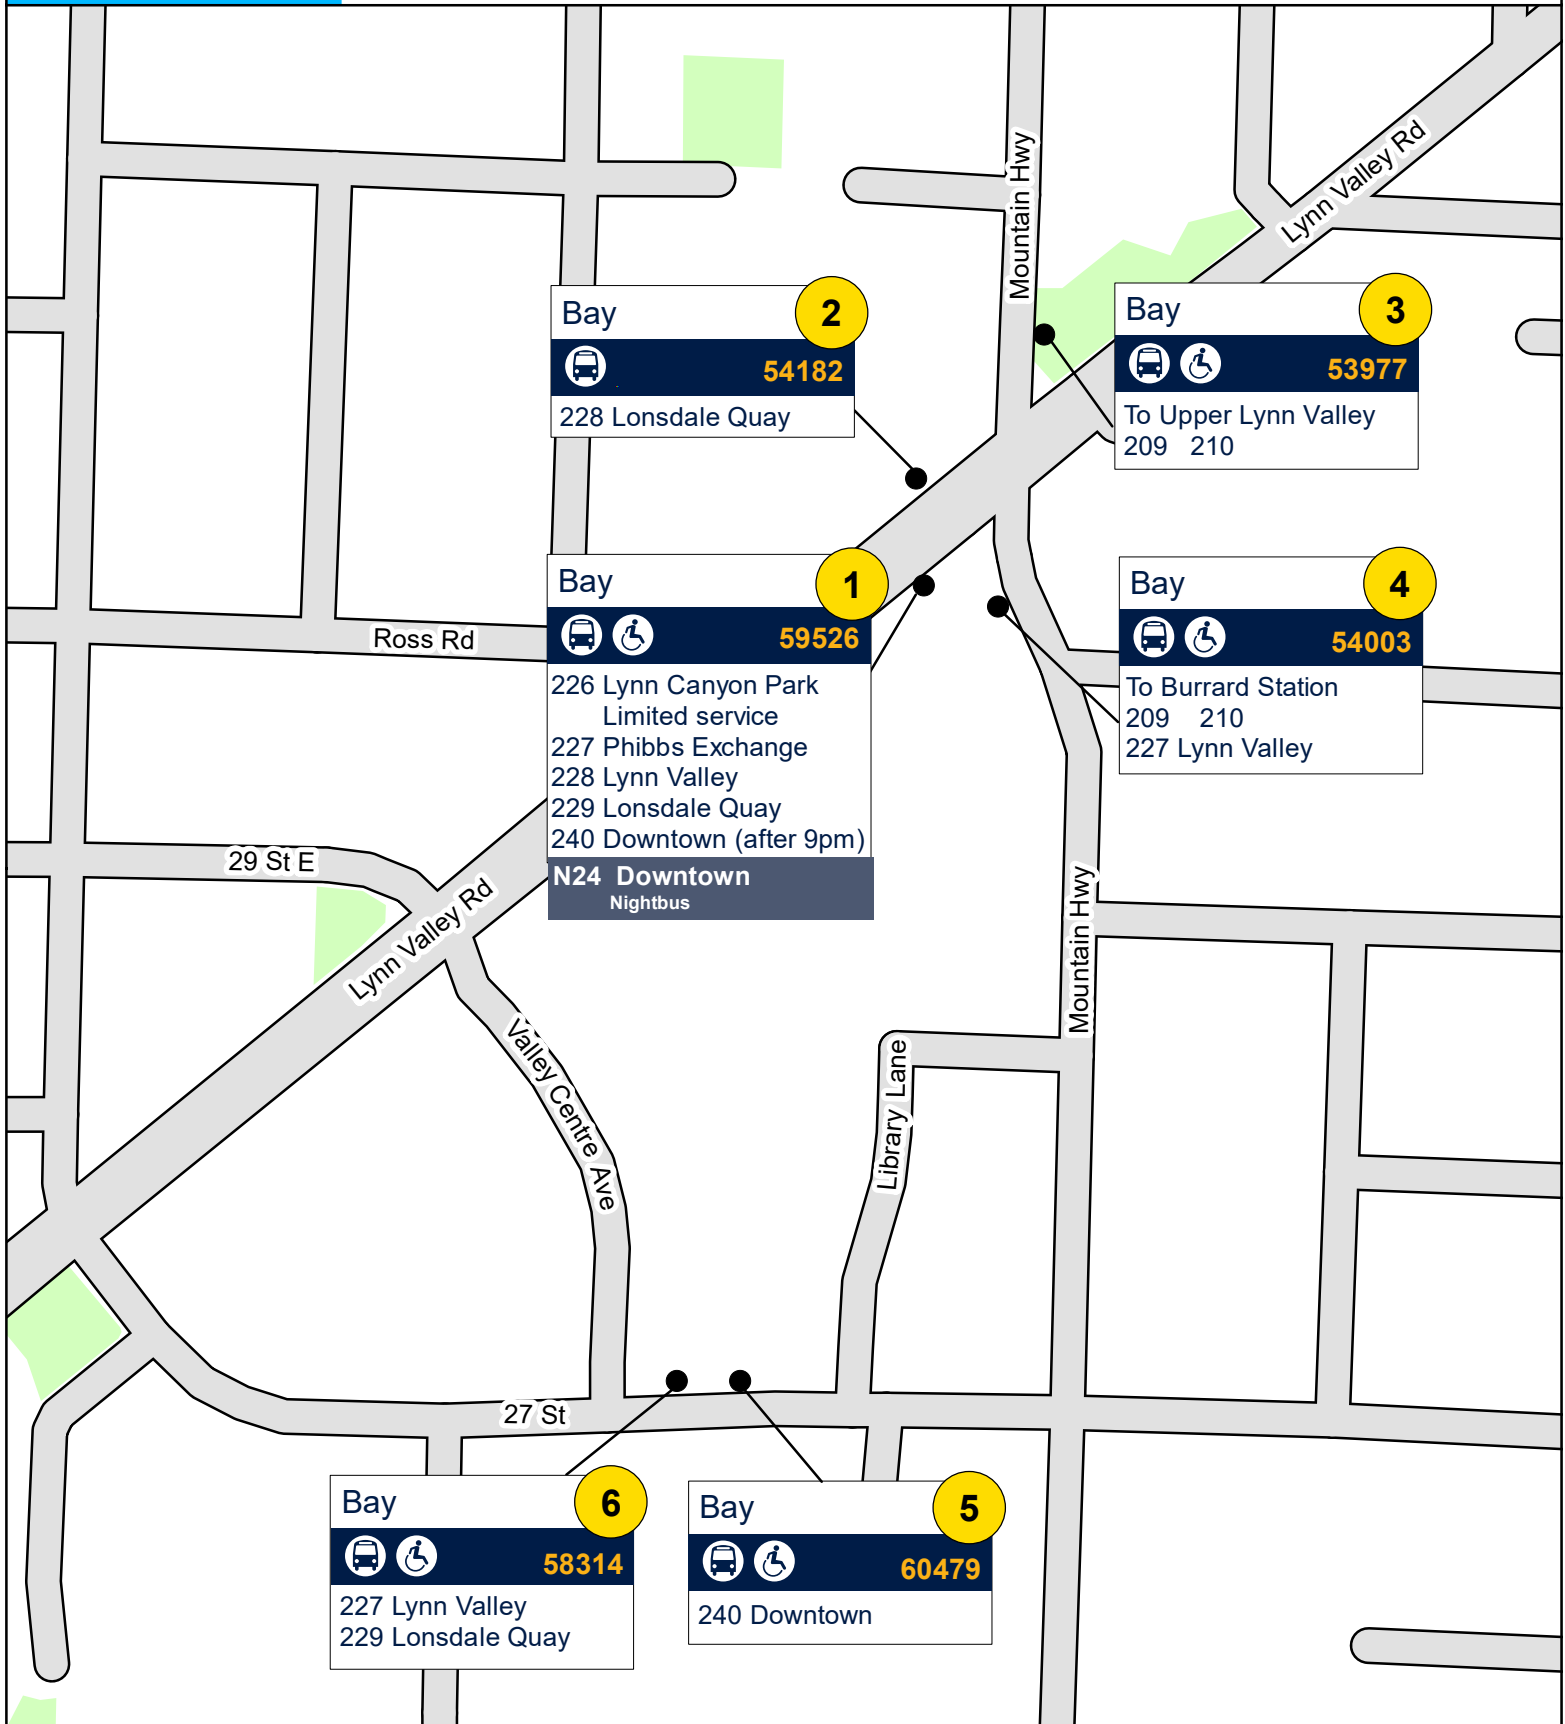 Mountain Hwy
Lynn Valley Rd
Bay 2
54182
228 Lonsdale Quay
Bay 3
53977
To Upper Lynn Valley
209 210
Bay 1
59526
226 Lynn Canyon Park
Limited service
227 Phibbs Exchange
228 Lynn Valley
229 Lonsdale Quay
240 Downtown (after 9pm)
N24 Downtown
Nightbus
Bay 4
54003
To Burrard Station
209 210
227 Lynn Valley
Ross Rd
29 St E
Lynn Valley Rd
Mountain Hwy
Valley Centre Ave
Library Lane
27 St
Bay 6
58314
227 Lynn Valley
229 Lonsdale Quay
Bay 5
60479
240 Downtown